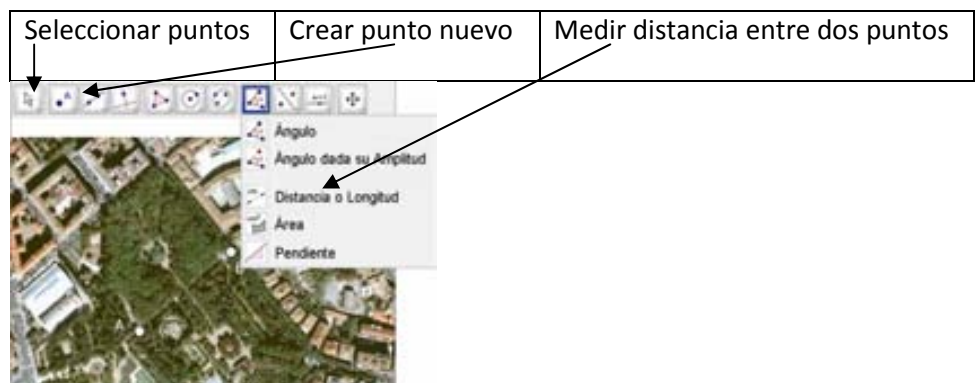 Seleccionar puntos
Crear punto nuevo
Medir distancia entre dos puntos
A
Ángulo
Ángulo dada su Amplitud
Distancia o Longitud
Área
Pendiente
A